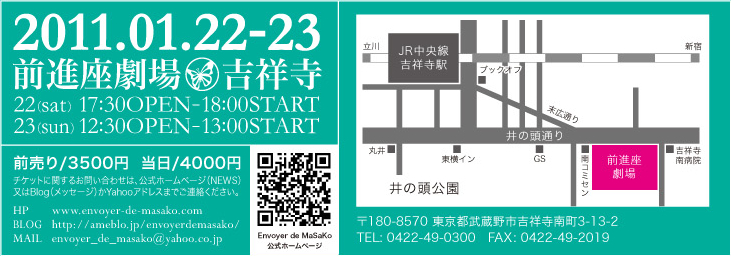 2011.01.22-23
前進座劇場 吉祥寺
22(sat) 17:30OPEN-18:00START
23(sun) 12:30OPEN-13:00START
前売り/3500円 当日/4000円
チケットに関するお問い合わせは、公式ホームページ(NEWS)
又はBlog(メッセージ)かYahooアドレスまでご連絡ください。
HP www.envoyer-de-masako.com
BLOG http://ameblo.jp/envoyerdemasako/
MAIL envoyer_de_masako@yahoo.co.jp
Envoyer de MaSaKo
公式ホームページ
立川
JR中央線
吉祥寺駅
新宿
ブックオフ
末広通り
井の頭通り
丸井
東横イン
GS
南コミセン
前進座
劇場
吉祥寺
南病院
井の頭公園
〒180-8570 東京都武蔵野市吉祥寺南町3-13-2
TEL: 0422-49-0300 FAX: 0422-49-2019